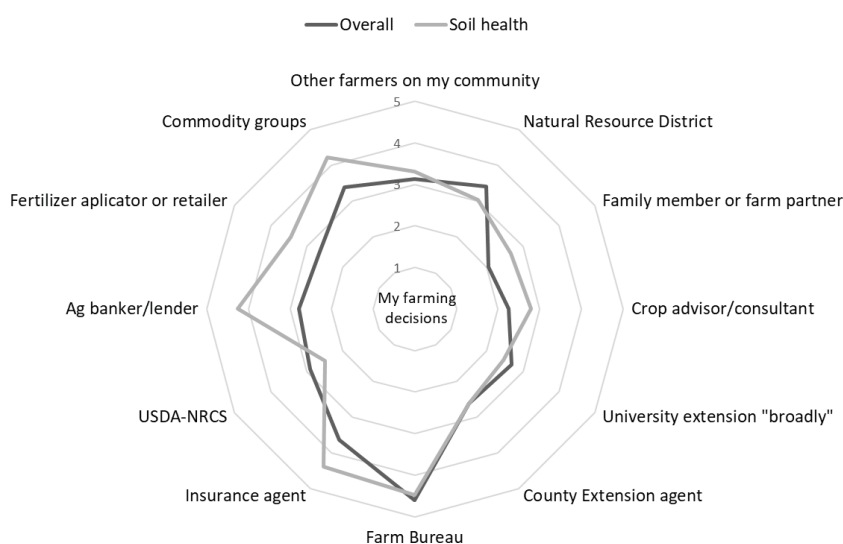 Overall Soil health
Other farmers on my community
5
Commodity groups Natural Resource District
4
3
Fertilizer aplicator or retailer Family member or farm partner
2
1
My farming
Ag banker/lender Crop advisor/consultant
decisions
USDA-NRCS University extension "broadly"
Insurance agent County Extension agent
Farm Bureau